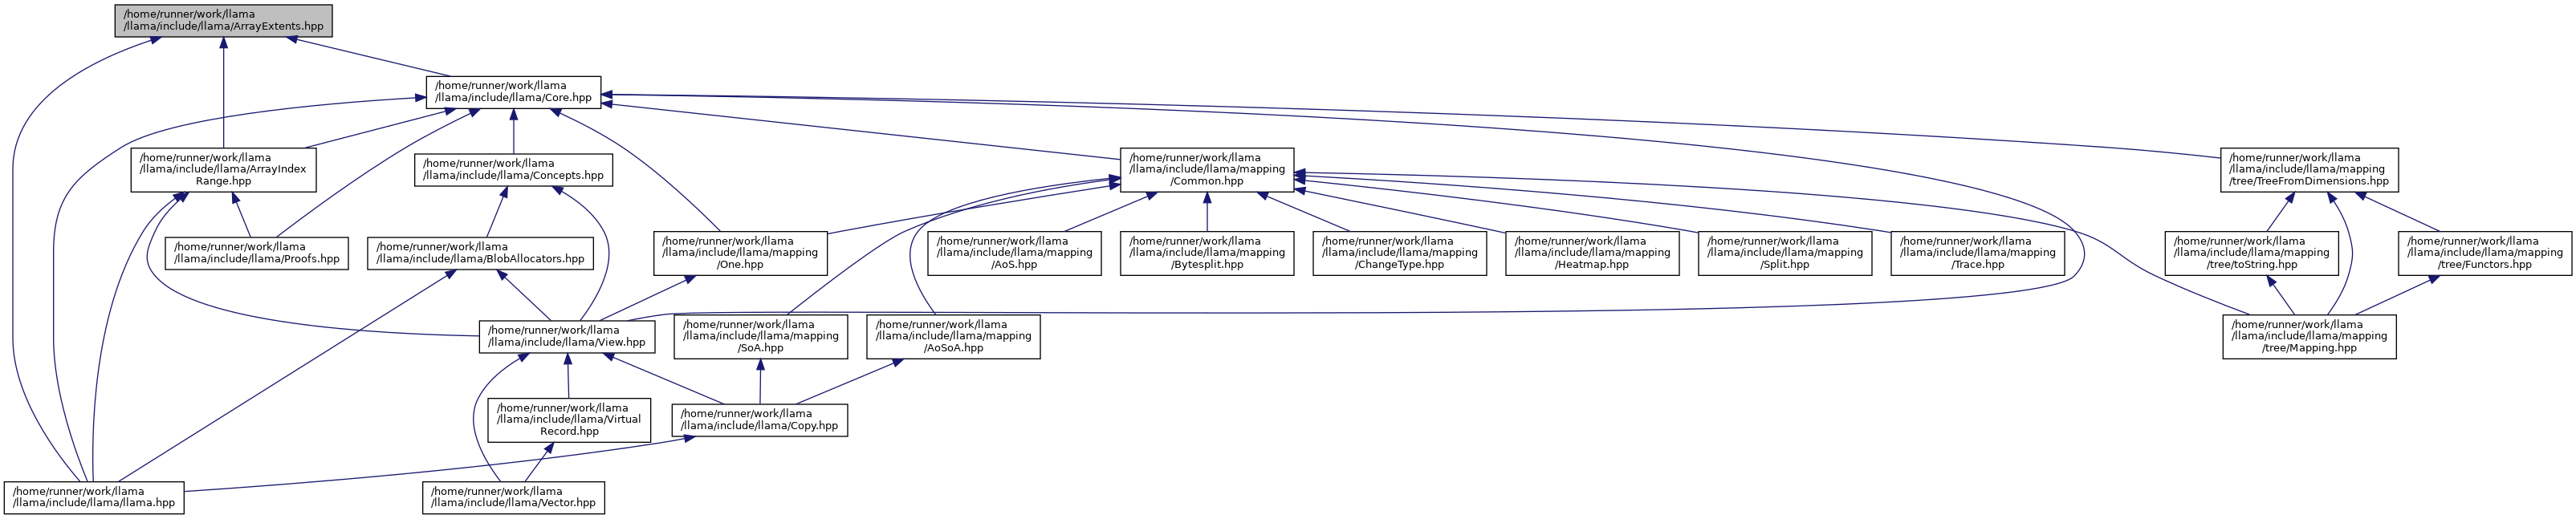 /home/runner/work/llama
/llama/include/llama/ArrayExtents.hpp
/home/runner/work/llama
/llama/include/llama/Core.hpp
/home/runner/work/llama
/llama/include/llama/ArrayIndex
Range.hpp
/home/runner/work/llama
/llama/include/llama/Concepts.hpp
/home/runner/work/llama
/llama/include/llama/mapping
/Common.hpp
/home/runner/work/llama
/llama/include/llama/mapping
/tree/TreeFromDimensions.hpp
/home/runner/work/llama
/llama/include/llama/Proofs.hpp
/home/runner/work/llama
/llama/include/llama/BlobAllocators.hpp
/home/runner/work/llama
/llama/include/llama/mapping
/One.hpp
/home/runner/work/llama
/llama/include/llama/mapping
/AoS.hpp
/home/runner/work/llama
/llama/include/llama/mapping
/Bytesplit.hpp
/home/runner/work/llama
/llama/include/llama/mapping
/ChangeType.hpp
/home/runner/work/llama
/llama/include/llama/mapping
/Heatmap.hpp
/home/runner/work/llama
/llama/include/llama/mapping
/Split.hpp
/home/runner/work/llama
/llama/include/llama/mapping
/Trace.hpp
/home/runner/work/llama
/llama/include/llama/mapping
/tree/toString.hpp
/home/runner/work/llama
/llama/include/llama/mapping
/tree/Functors.hpp
/home/runner/work/llama
/llama/include/llama/View.hpp
/home/runner/work/llama
/llama/include/llama/mapping
/SoA.hpp
/home/runner/work/llama
/llama/include/llama/mapping
/AoSoA.hpp
/home/runner/work/llama
/llama/include/llama/mapping
/tree/Mapping.hpp
/home/runner/work/llama
/llama/include/llama/Virtual
Record.hpp
/home/runner/work/llama
/llama/include/llama/Copy.hpp
/home/runner/work/llama
/llama/include/llama/llama.hpp
/home/runner/work/llama
/llama/include/llama/Vector.hpp